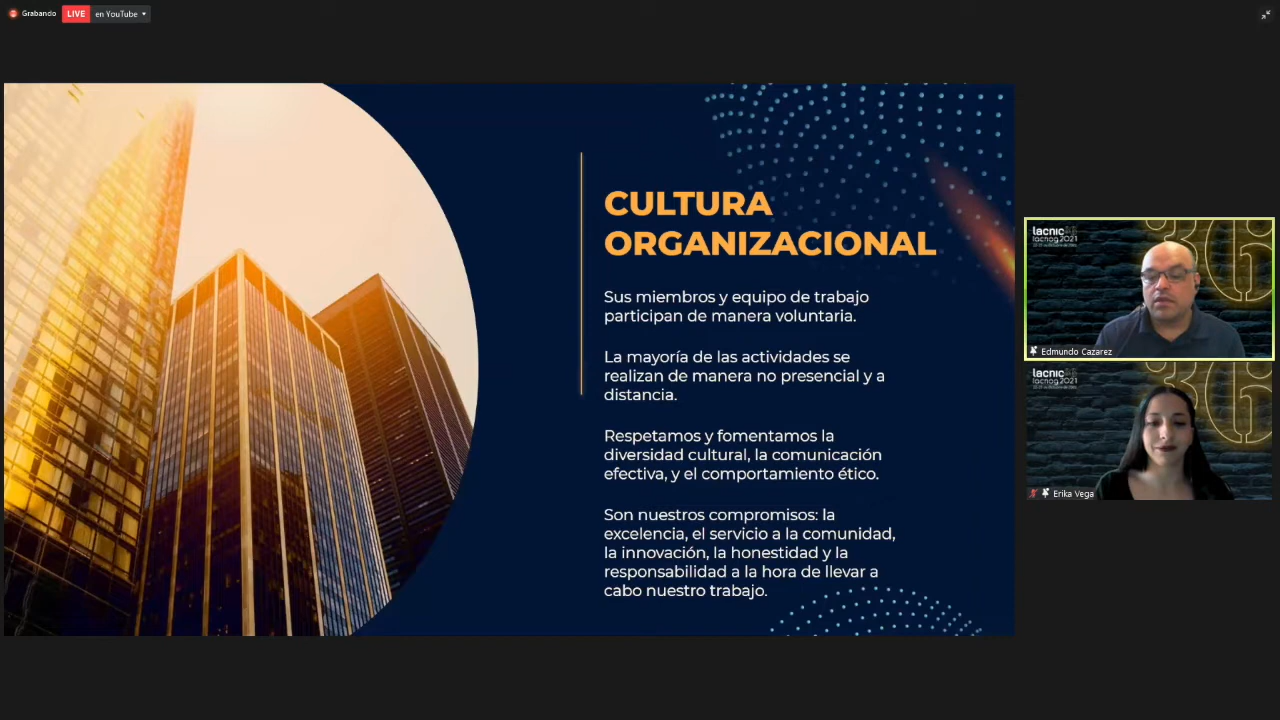 Grabando
LIVE
en YouTube
CULTURA
ORGANIZACIONAL
Sus miembros y equipo de trabajo
participan de manera voluntaria.
La mayoría de las actividades se
realizan de manera no presencial y a
distancia.
Respetamos y fomentamos la
diversidad cultural, la comunicación
efectiva, y el comportamiento ético.
Son nuestros compromisos: la
excelencia, el servicio a la comunidad,
la innovación, la honestidad y la
responsabilidad a la hora de llevar a
cabo nuestro trabajo.
lacnic
lacnog 2021
Edmundo Cazarez
lacnic
lacnog 2021
Erika Vega